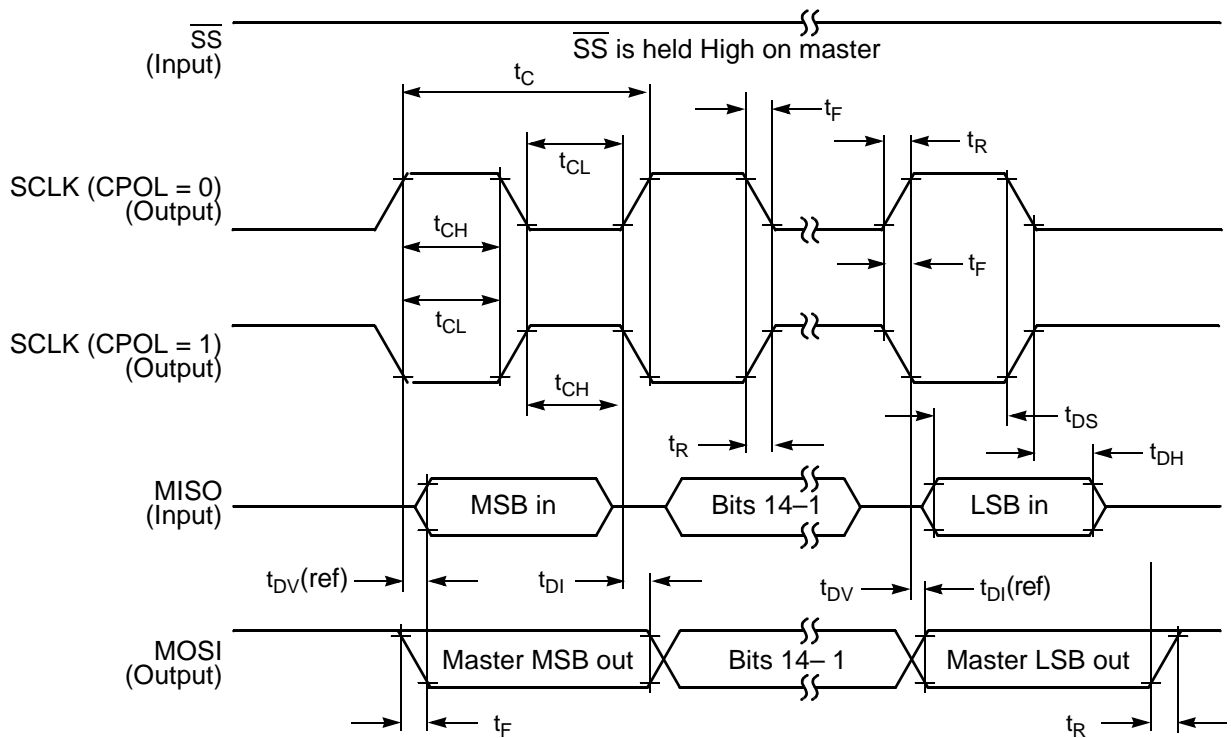 SS
(Input)
SS is held High on master
tC
tF
tR
tCL
SCLK (CPOL = 0)
(Output)
tCH
tF
tCL
SCLK (CPOL = 1)
(Output)
tCH
tDS
tR
tDH
MISO
(Input)
MSB in
Bits 14–1
LSB in
tDV(ref)
tDI
tDV
tDI(ref)
MOSI
(Output)
Master MSB out
Bits 14– 1
Master LSB out
tF
tR